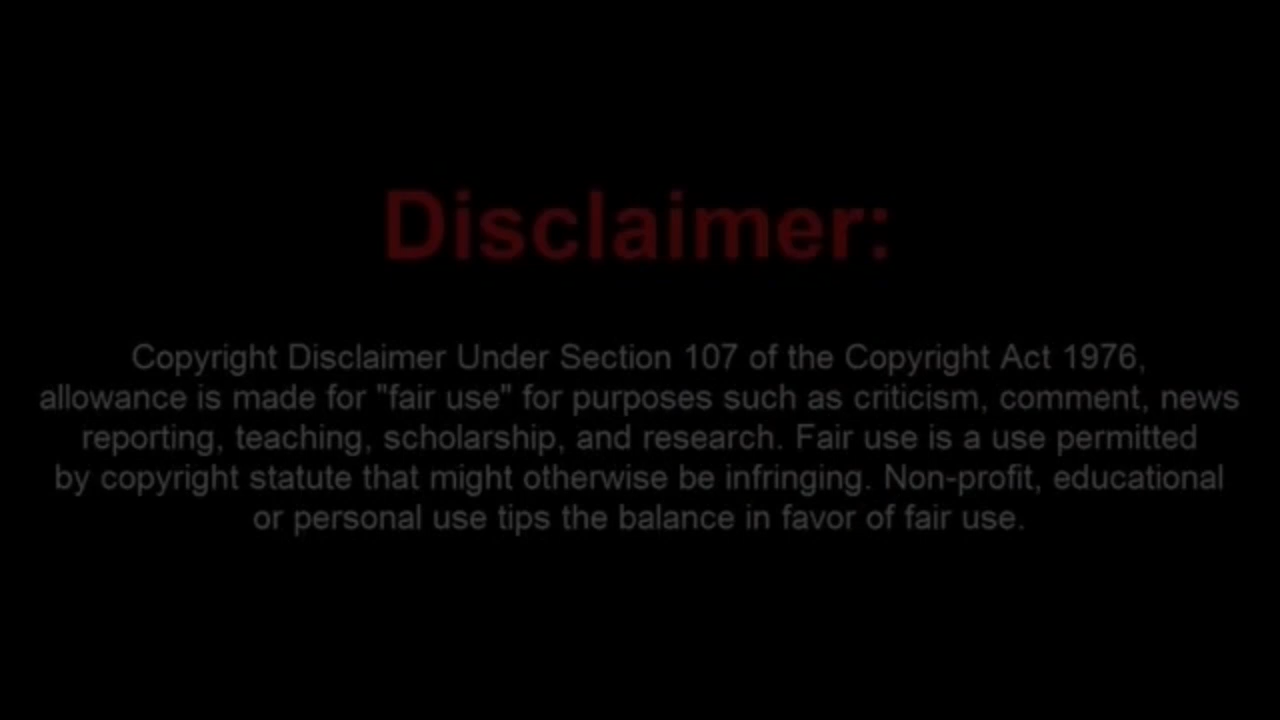 Disclaimer:
Copyright Disclaimer Under Section 107 of the Copyright Act 1976,
allowance is made for "fair use" for purposes such as criticism, comment, news
reporting, teaching, scholarship, and research. Fair use is a use permitted
by copyright statute that might otherwise be infringing. Non-profit, educational
or personal use tips the balance in favor of fair use.